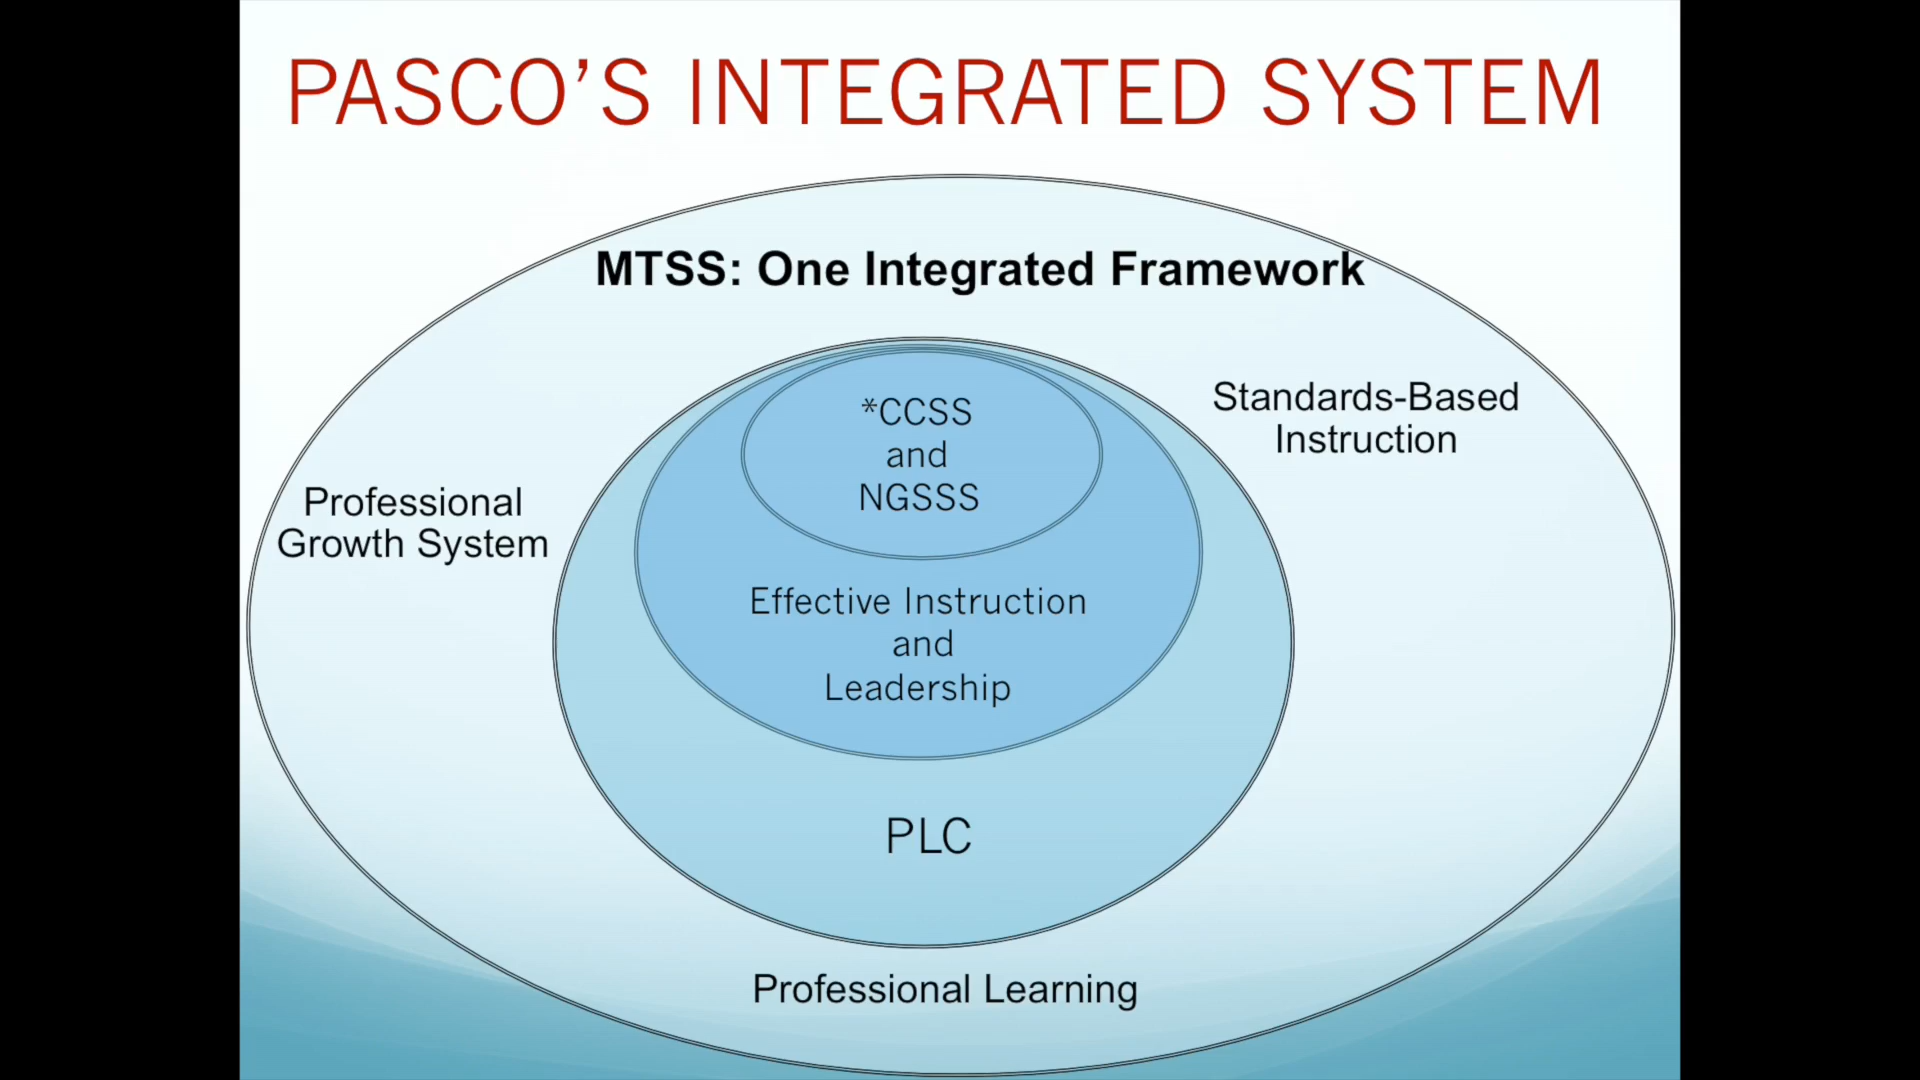 PASCO’S INTEGRATED SYSTEM
MTSS: One Integrated Framework
Standards-Based
Instruction
Professional
Growth System
*CCSS
and
NGSSS
Effective Instruction
and
Leadership
PLC
Professional Learning